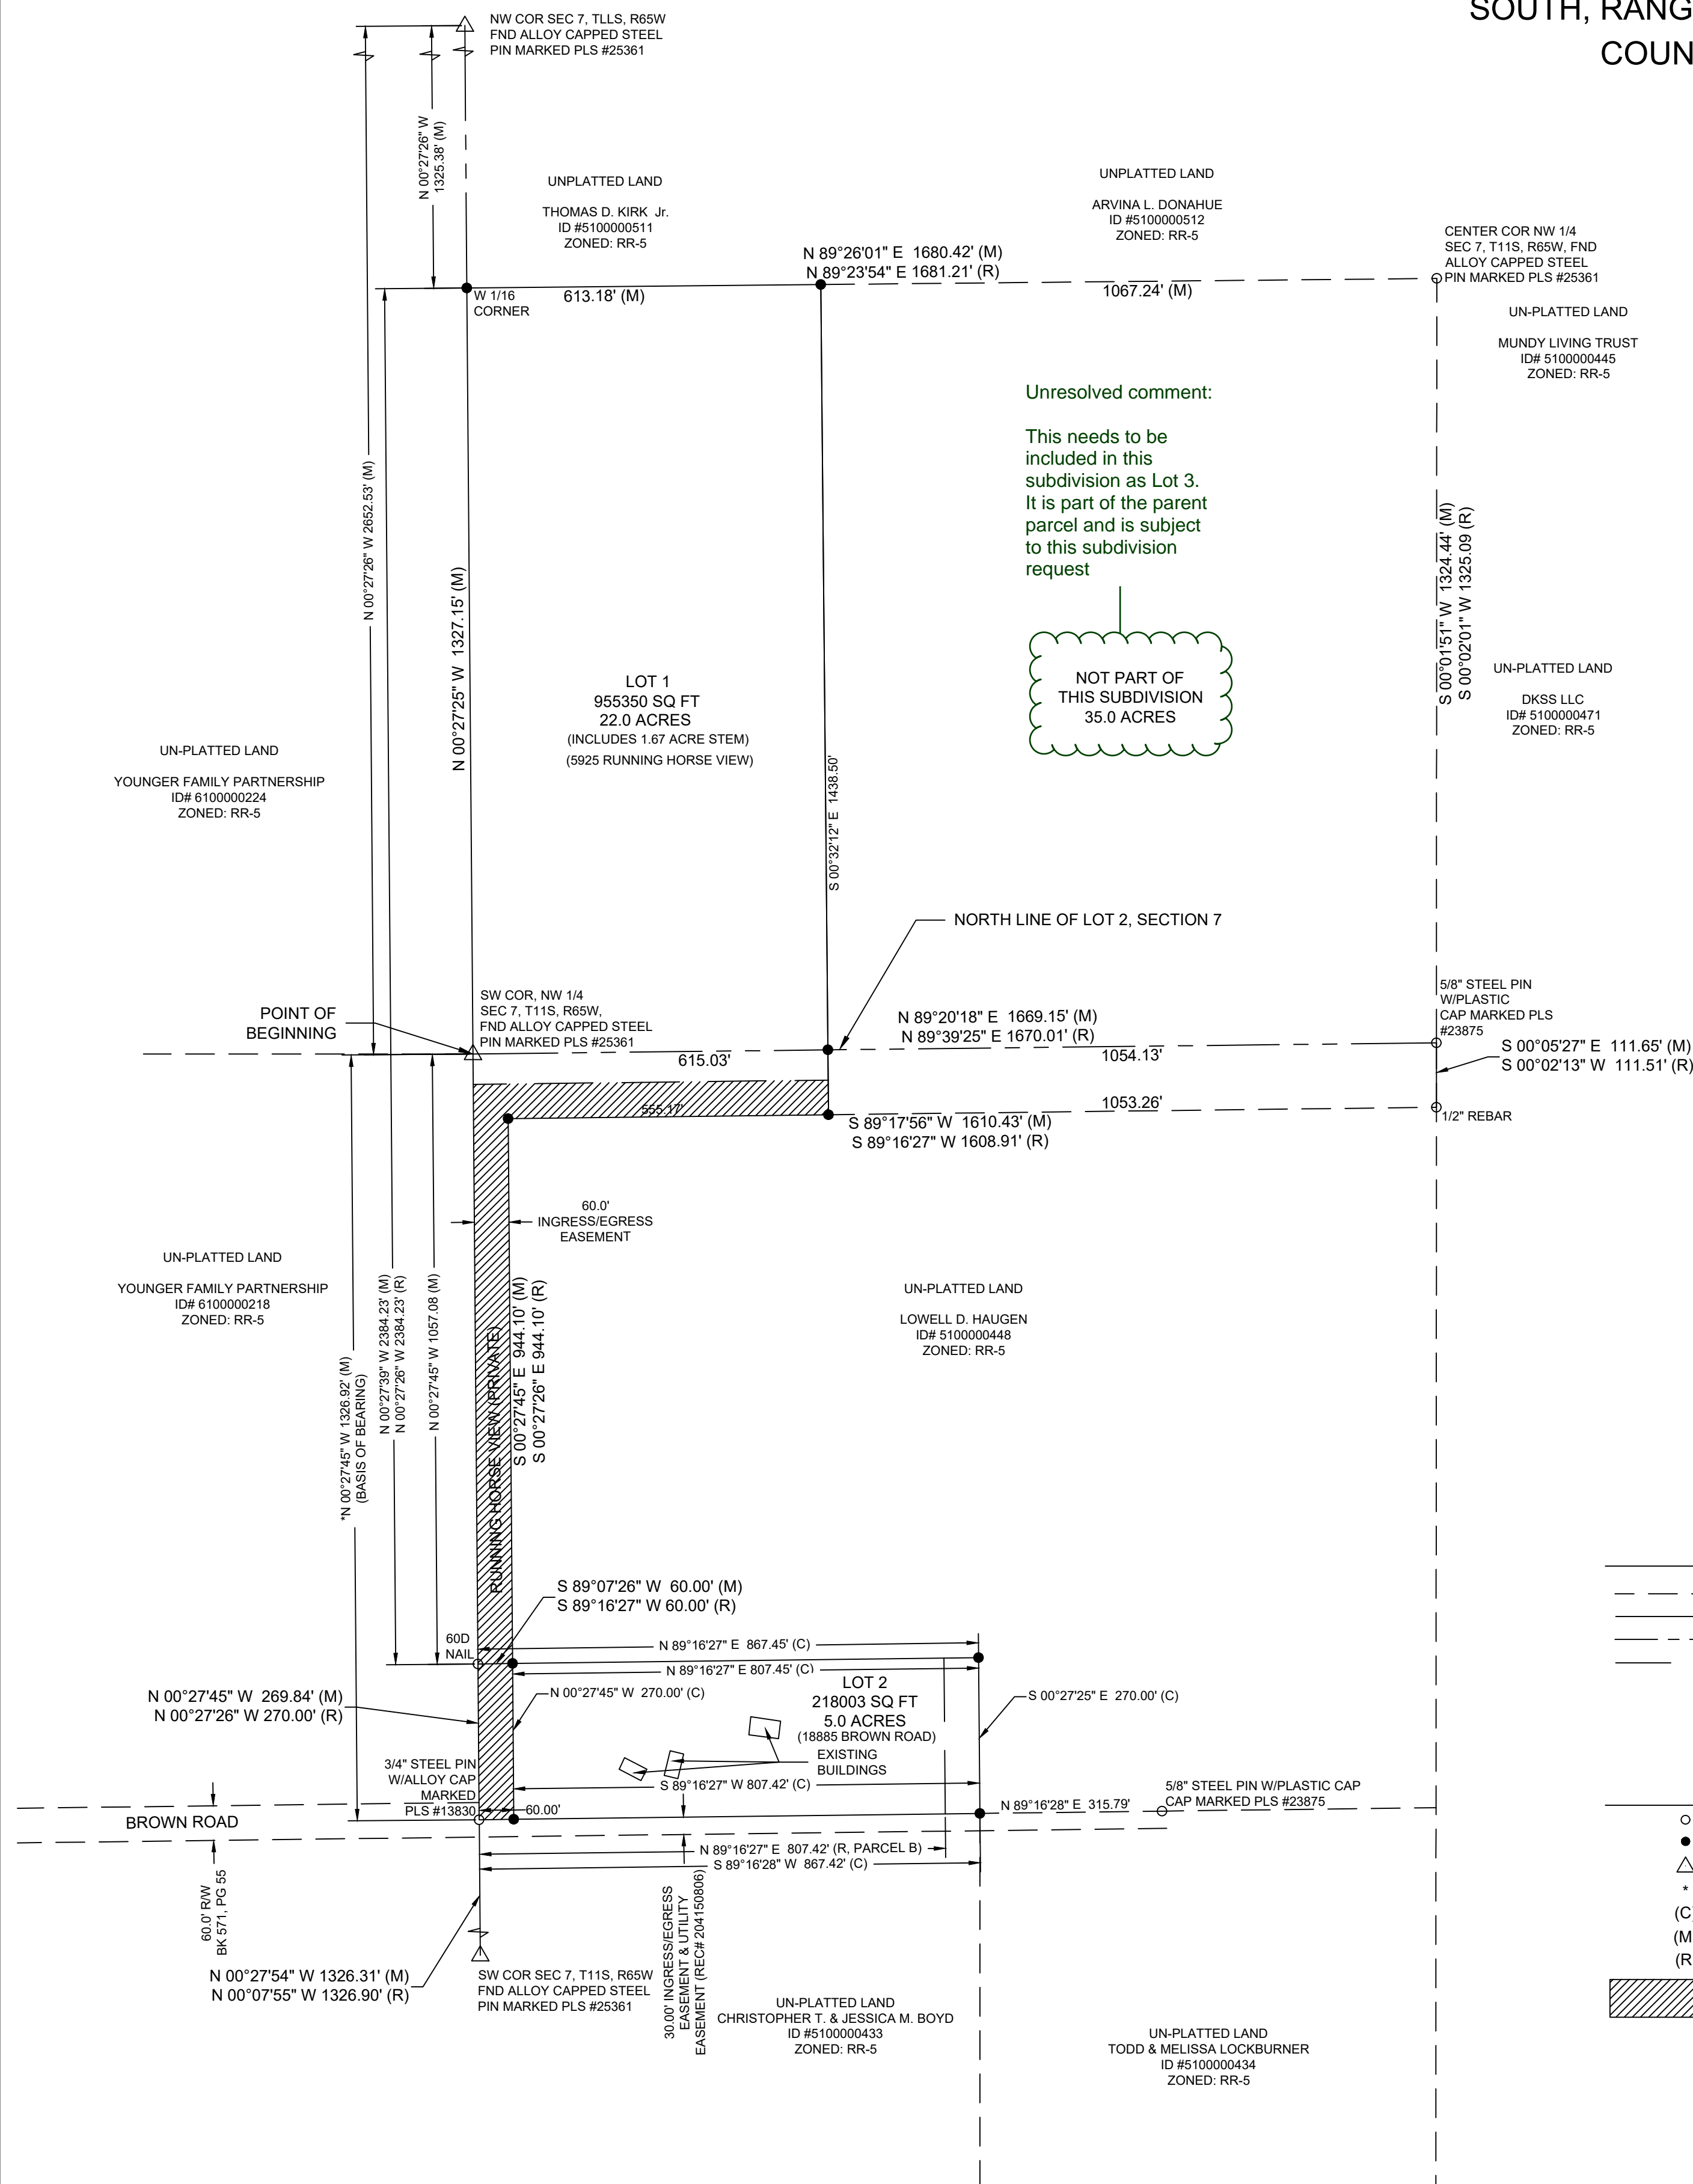 SOUTH, RANG
COUN
NW COR SEC 7, TLLS, R65W
FND ALLOY CAPPED STEEL
PIN MARKED PLS #25361
N 00°27'26" W
1325.38' (M)
UNPLATTED LAND
THOMAS D. KIRK Jr.
ID #5100000511
ZONED: RR-5
UNPLATTED LAND
ARVINA L. DONAHUE
ID #5100000512
ZONED: RR-5
CENTER COR NW 1/4
SEC 7, T11S, R65W, FND
ALLOY CAPPED STEEL
PIN MARKED PLS #25361
N 89°26'01" E 1680.42' (M)
N 89°23'54" E 1681.21' (R)
W 1/16
CORNER
613.18' (M)
1067.24' (M)
UN-PLATTED LAND
MUNDY LIVING TRUST
ID# 5100000445
ZONED: RR-5
Unresolved comment:
This needs to be
included in this
subdivision as Lot 3.
It is part of the parent
parcel and is subject
to this subdivision
request
N 00°27'26" W 2652.53' (M)
N 00°27'25" W 1327.15' (M)
S 00°01'51" W 1324.44' (M)
S 00°02'01" W 1325.09 (R)
NOT PART OF
THIS SUBDIVISION
35.0 ACRES
LOT 1
955350 SQ FT
22.0 ACRES
(INCLUDES 1.67 ACRE STEM)
(5925 RUNNING HORSE VIEW)
UN-PLATTED LAND
DKSS LLC
ID# 5100000471
ZONED: RR-5
UN-PLATTED LAND
YOUNGER FAMILY PARTNERSHIP
ID# 6100000224
ZONED: RR-5
S 00°32'12" E 1438.50'
NORTH LINE OF LOT 2, SECTION 7
POINT OF
BEGINNING
SW COR, NW 1/4
SEC 7, T11S, R65W,
FND ALLOY CAPPED STEEL
PIN MARKED PLS #25361
615.03'
N 89°20'18" E 1669.15' (M)
N 89°39'25" E 1670.01' (R)
1054.13'
5/8" STEEL PIN
W/PLASTIC
CAP MARKED PLS
#23875
S 00°05'27" E 111.65' (M)
S 00°02'13" W 111.51' (R)
555.17'
1053.26'
1/2" REBAR
S 89°17'56" W 1610.43' (M)
S 89°16'27" W 1608.91' (R)
60.0'
INGRESS/EGRESS
EASEMENT
UN-PLATTED LAND
YOUNGER FAMILY PARTNERSHIP
ID# 6100000218
ZONED: RR-5
UN-PLATTED LAND
LOWELL D. HAUGEN
ID# 5100000448
ZONED: RR-5
*N 00°27'45" W 1326.92' (M)
(BASIS OF BEARING)
N 00°27'39" W 2384.23' (M)
N 00°27'26" W 2384.23' (R)
N 00°27'45" W 1057.08' (M)
RUNNING HORSE VIEW (PRIVATE)
S 00°27'45" E 944.10' (M)
S 00°27'26" E 944.10' (R)
S 89°07'26" W 60.00' (M)
S 89°16'27" W 60.00' (R)
60D
NAIL
N 89°16'27" E 867.45' (C)
N 89°16'27" E 807.45' (C)
N 00°27'45" W 269.84' (M)
N 00°27'26" W 270.00' (R)
N 00°27'45" W 270.00' (C)
LOT 2
218003 SQ FT
5.0 ACRES
(18885 BROWN ROAD)
EXISTING
BUILDINGS
S 00°27'25" E 270.00' (C)
3/4" STEEL PIN
W/ALLOY CAP
MARKED
PLS #13830
S 89°16'27" W 807.42' (C)
60.00'
N 89°16'28" E 315.79'
5/8" STEEL PIN W/PLASTIC CAP
CAP MARKED PLS #23875
BROWN ROAD
60.0' R/W
BK 571, PG 55
N 89°16'27" E 807.42' (R, PARCEL B)
S 89°16'28" W 867.42' (C)
30.00' INGRESS/EGRESS
EASEMENT & UTILITY
EASEMENT (REC# 204150806)
N 00°27'54" W 1326.31' (M)
N 00°07'55" W 1326.90' (R)
SW COR SEC 7, T11S, R65W
FND ALLOY CAPPED STEEL
PIN MARKED PLS #25361
UN-PLATTED LAND
CHRISTOPHER T. & JESSICA M. BOYD
ID #5100000433
ZONED: RR-5
UN-PLATTED LAND
TODD & MELISSA LOCKBURNER
ID #5100000434
ZONED: RR-5
*
(C
(M
(R